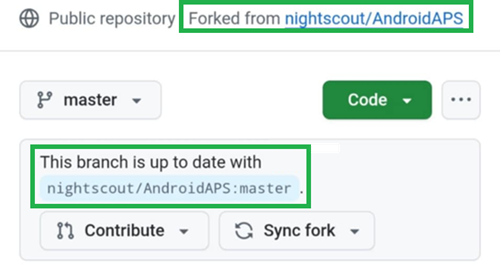 Public repository Forked from nightscout/AndroidAPS
master Code
This branch is up to date with
nightscout/AndroidAPS:master .
Contribute Sync fork